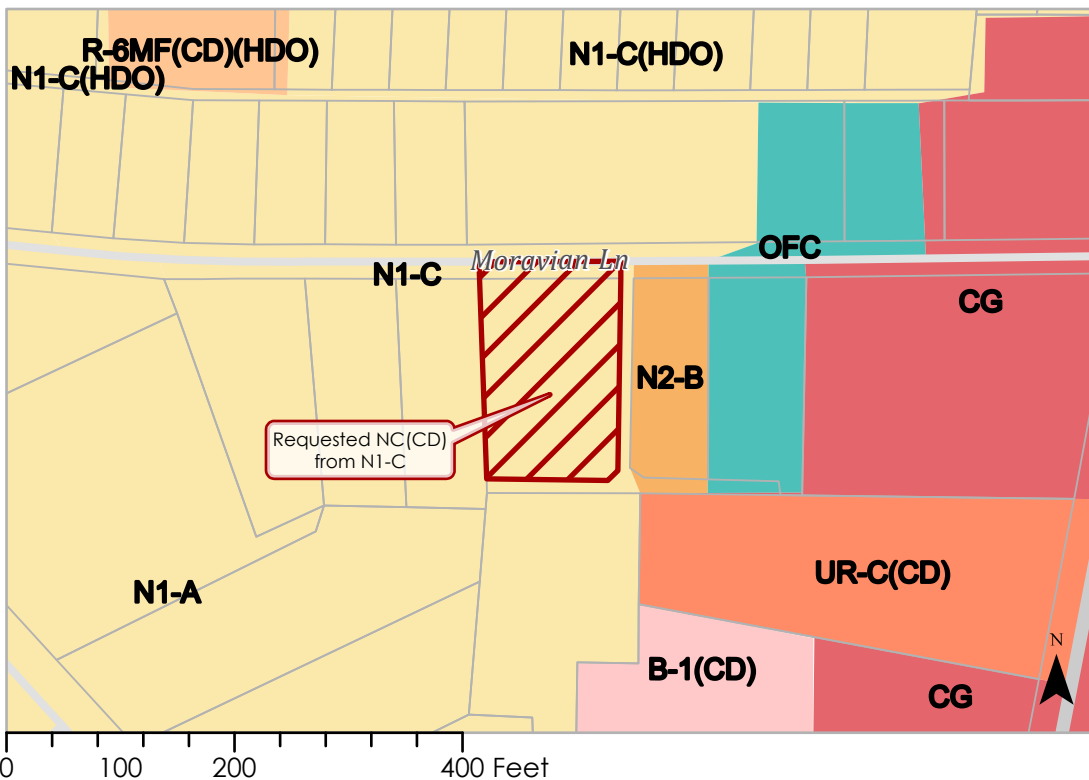 R-6MF(CD)(HDO)
N1-C(HDO)
N1-C(HDO)
OFC
Moravian Ln
N1-C
CG
N2-B
Requested NC(CD)
from N1-C
UR-C(CD)
N1-A
N
B-1(CD)
CG
0 100 200 400 Feet